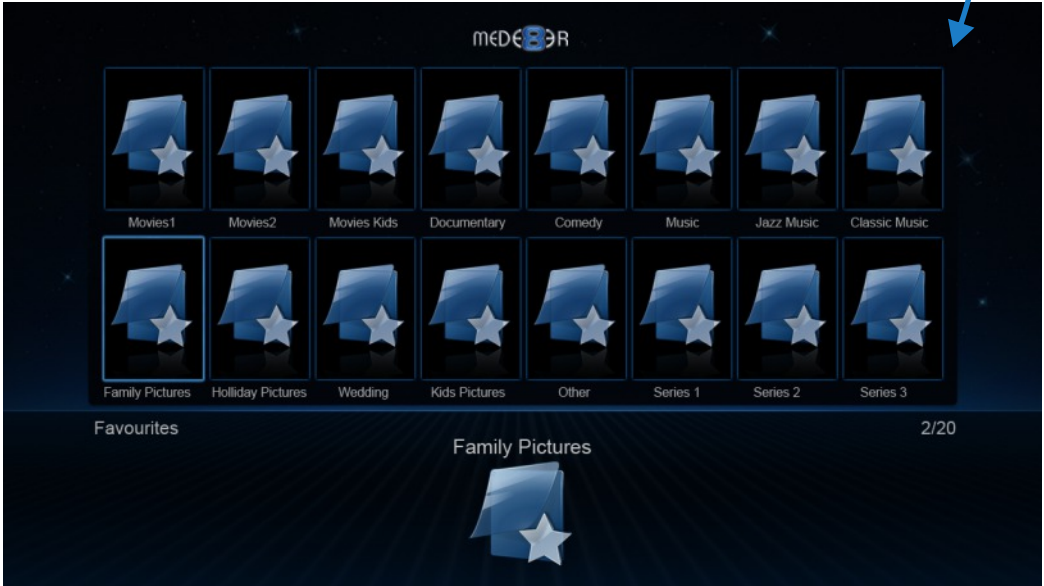 MEDE8ER
Movies1 Movies2 Movies Kids Documentary Comedy Music Jazz Music Classic Music
Family Pictures Holliday Pictures Wedding Kids Pictures Other Series 1 Series 2 Series 3
Favourites 2/20
Family Pictures